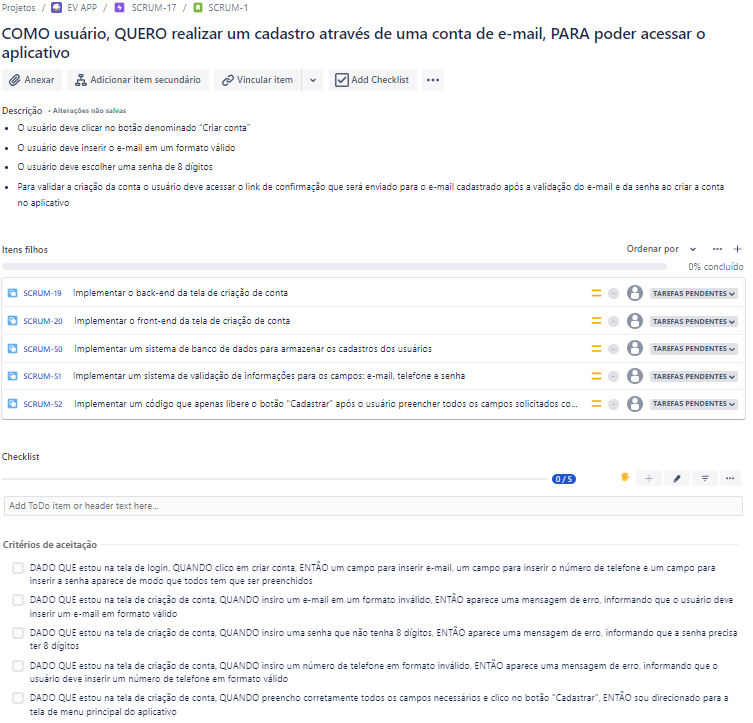 Projetos / EV APP / SCRUM-17 / SCRUM-1
COMO usuário, QUERO realizar um cadastro através de uma conta de e-mail, PARA poder acessar o
aplicativo
Anexar Adicionar item secundário Vincular item Add Checklist
Descrição • Alterações não salvas
• O usuário deve clicar no botão denominado "Criar conta"
• O usuário deve inserir o e-mail em um formato válido
• O usuário deve escolher uma senha de 8 dígitos
• Para validar a criação da conta o usuário deve acessar o link de confirmação que será enviado para o e-mail cadastrado após a validação do e-mail e da senha ao criar a conta
no aplicativo
Itens filhos Ordenar por
0% concluído
SCRUM-19 Implementar o back-end da tela de criação de conta TAREFAS PENDENTES
SCRUM-20 Implementar o front-end da tela de criação de conta TAREFAS PENDENTES
SCRUM-50 Implementar um sistema de banco de dados para armazenar os cadastros dos usuários TAREFAS PENDENTES
SCRUM-51 Implementar um sistema de validação de informações para os campos: e-mail, telefone e senha TAREFAS PENDENTES
SCRUM-52 Implementar um código que apenas libere o botão "Cadastrar" após o usuário preencher todos os campos solicitados co... TAREFAS PENDENTES
Checklist
0 / 5
Add ToDo item or header text here...
Critérios de aceitação
DADO QUE estou na tela de login, QUANDO clico em criar conta, ENTÃO um campo para inserir e-mail, um campo para inserir o número de telefone e um campo para
inserir a senha aparece de modo que todos tem que ser preenchidos
DADO QUE estou na tela de criação de conta, QUANDO insiro um e-mail em um formato inválido, ENTÃO aparece uma mensagem de erro, informando que o usuário deve
inserir um e-mail em formato válido
DADO QUE estou na tela de criação de conta, QUANDO insiro uma senha que não tenha 8 dígitos, ENTÃO aparece uma mensagem de erro, informando que a senha precisa
ter 8 dígitos
DADO QUE estou na tela de criação de conta, QUANDO insiro um número de telefone em formato inválido, ENTÃO aparece uma mensagem de erro, informando que o
usuário deve inserir um número de telefone em formato válido
DADO QUE estou na tela de criação de conta, QUANDO preencho corretamente todos os campos necessários e clico no botão "Cadastrar", ENTÃO sou direcionado para a
tela de menu principal do aplicativo